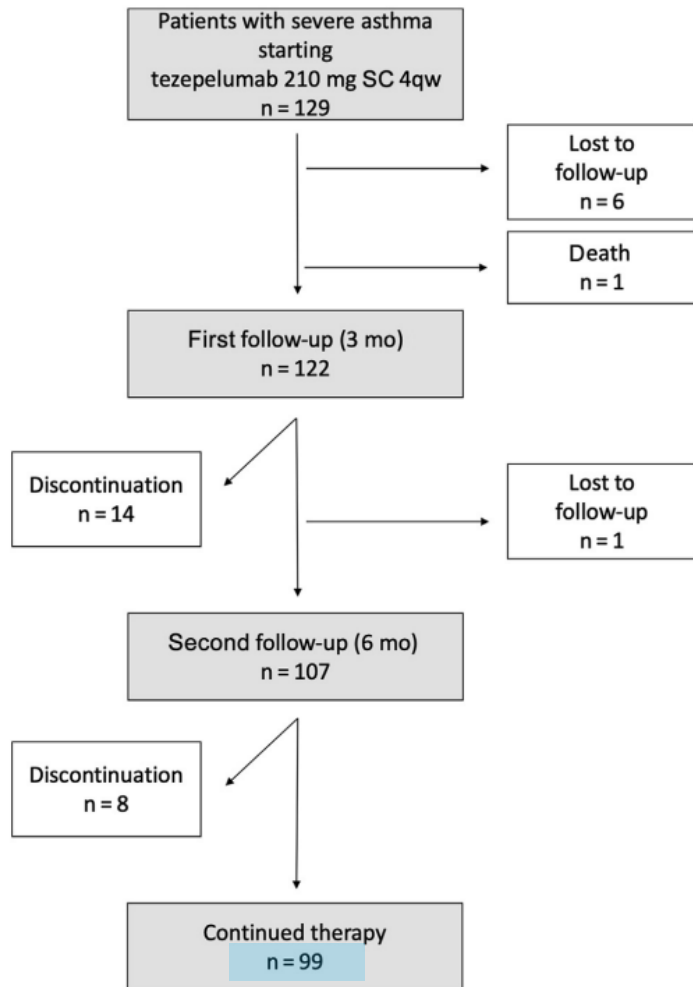 Patients with severe asthma
starting
tezepelumab 210 mg SC 4qw
n = 129
Lost to
follow-up
n = 6
Death
n = 1
First follow-up (3 mo)
n = 122
Discontinuation
n = 14
Lost to
follow-up
n = 1
Second follow-up (6 mo)
n = 107
Discontinuation
n = 8
Continued therapy
n = 99